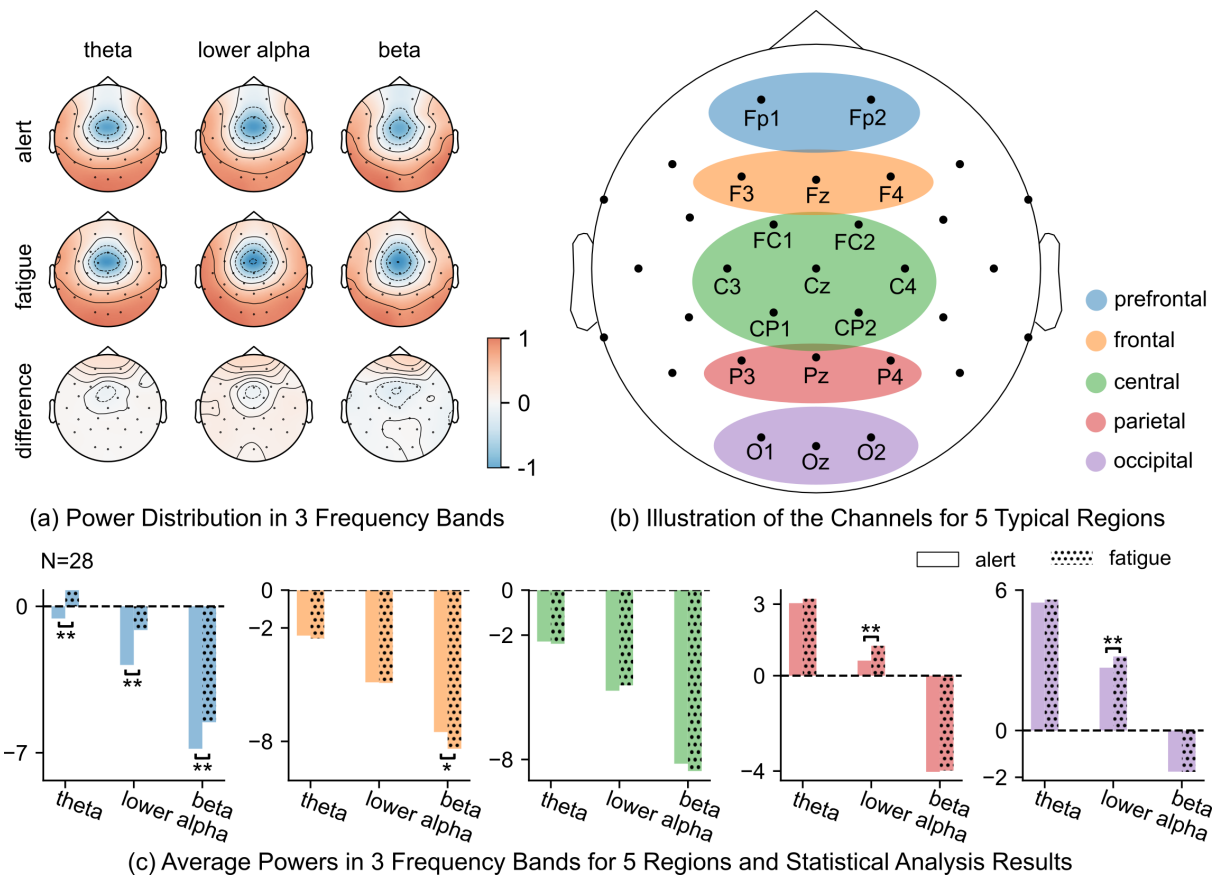 theta lower alpha beta
alert
fatigue
difference
1
0
-1
Fp1 Fp2
F3 Fz F4
FC1 FC2
C3 Cz C4
CP1 CP2
P3 Pz P4
O1 Oz O2
prefrontal
frontal
central
parietal
occipital
(a) Power Distribution in 3 Frequency Bands
(b) Illustration of the Channels for 5 Typical Regions
N=28
alert fatigue
0
−7
** ** **
theta lower alpha beta
0
−2
−8
*
theta lower alpha beta
0
−2
−8
theta lower alpha beta
3
0
−4
**
theta lower alpha beta
6
0
−2
**
theta lower alpha beta
(c) Average Powers in 3 Frequency Bands for 5 Regions and Statistical Analysis Results